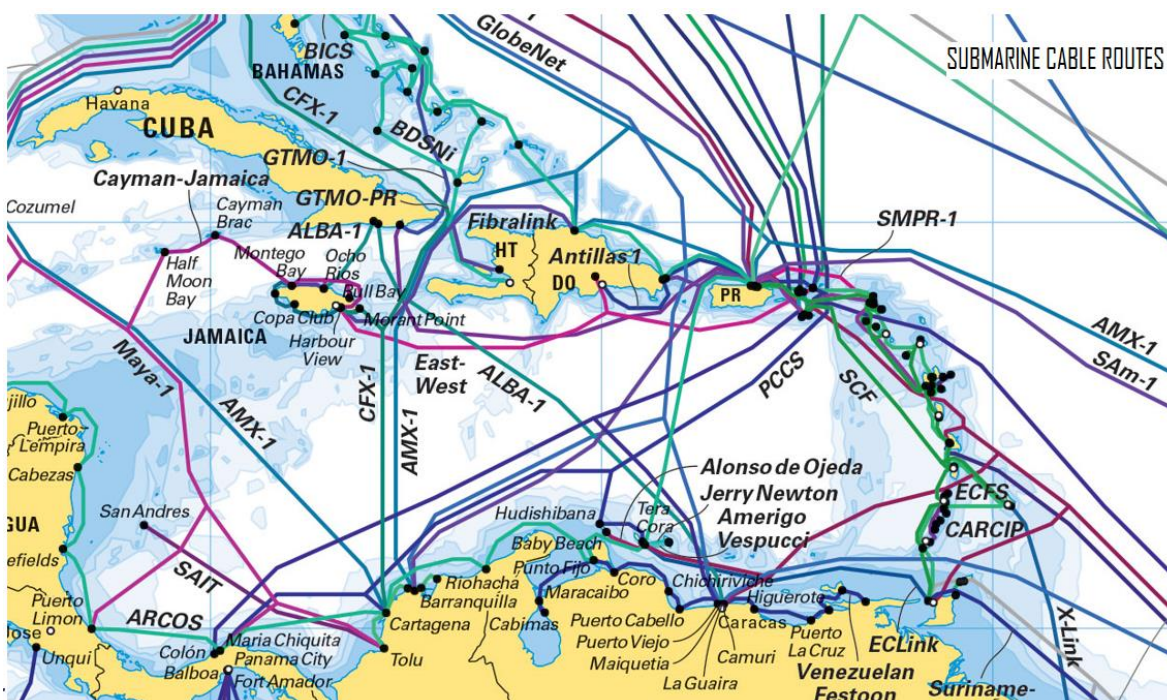 BICS
BAHAMAS
GlobeNet
SUBMARINE CABLE ROUTES
Havana
CUBA
CFX-1
BDSNi
GTMO-1
Cayman-Jamaica
GTMO-PR
Cozumel
Cayman
Brac
ALBA-1
Fibralink
SMPR-1
Half
Moon
Bay
Montego
Bay
Ocho
Rios
Bull Bay
HT
DO
Antillas 1
PR
JAMAICA
Copa Club
Morant Point
Harbour
View
AMX-1
SAm-1
Maya-1
AMX-1
CFX-1
AMX-1
East-
West
ALBA-1
PCCS
SCF
jillo
Puerto-
Lempira
Cabezas
GUA
efields
San Andres
SAIT
Alonso de Ojeda
Jerry Newton
Amerigo
Vespucci
Hudishibana
Tera
Cora
Baby Beach
Punto Fijo
ECFS
CARCIP
Puerto
Limon
ARCOS
Riohacha
Barranquilla
Cartagena
Maracaibo
Cabimas
Coro
Chichiriviche
Higuerote
Puerto Cabello
Puerto Viejo
Maiquetia
La Guaira
Caracas
Camuri
Puerto
La Cruz
ECLink
X-Link
Jose
Unqui
Colón
Maria Chiquita
Balboa
Panama City
Fort Amador
Tolu
Venezuelan
Festoon
Suriname-